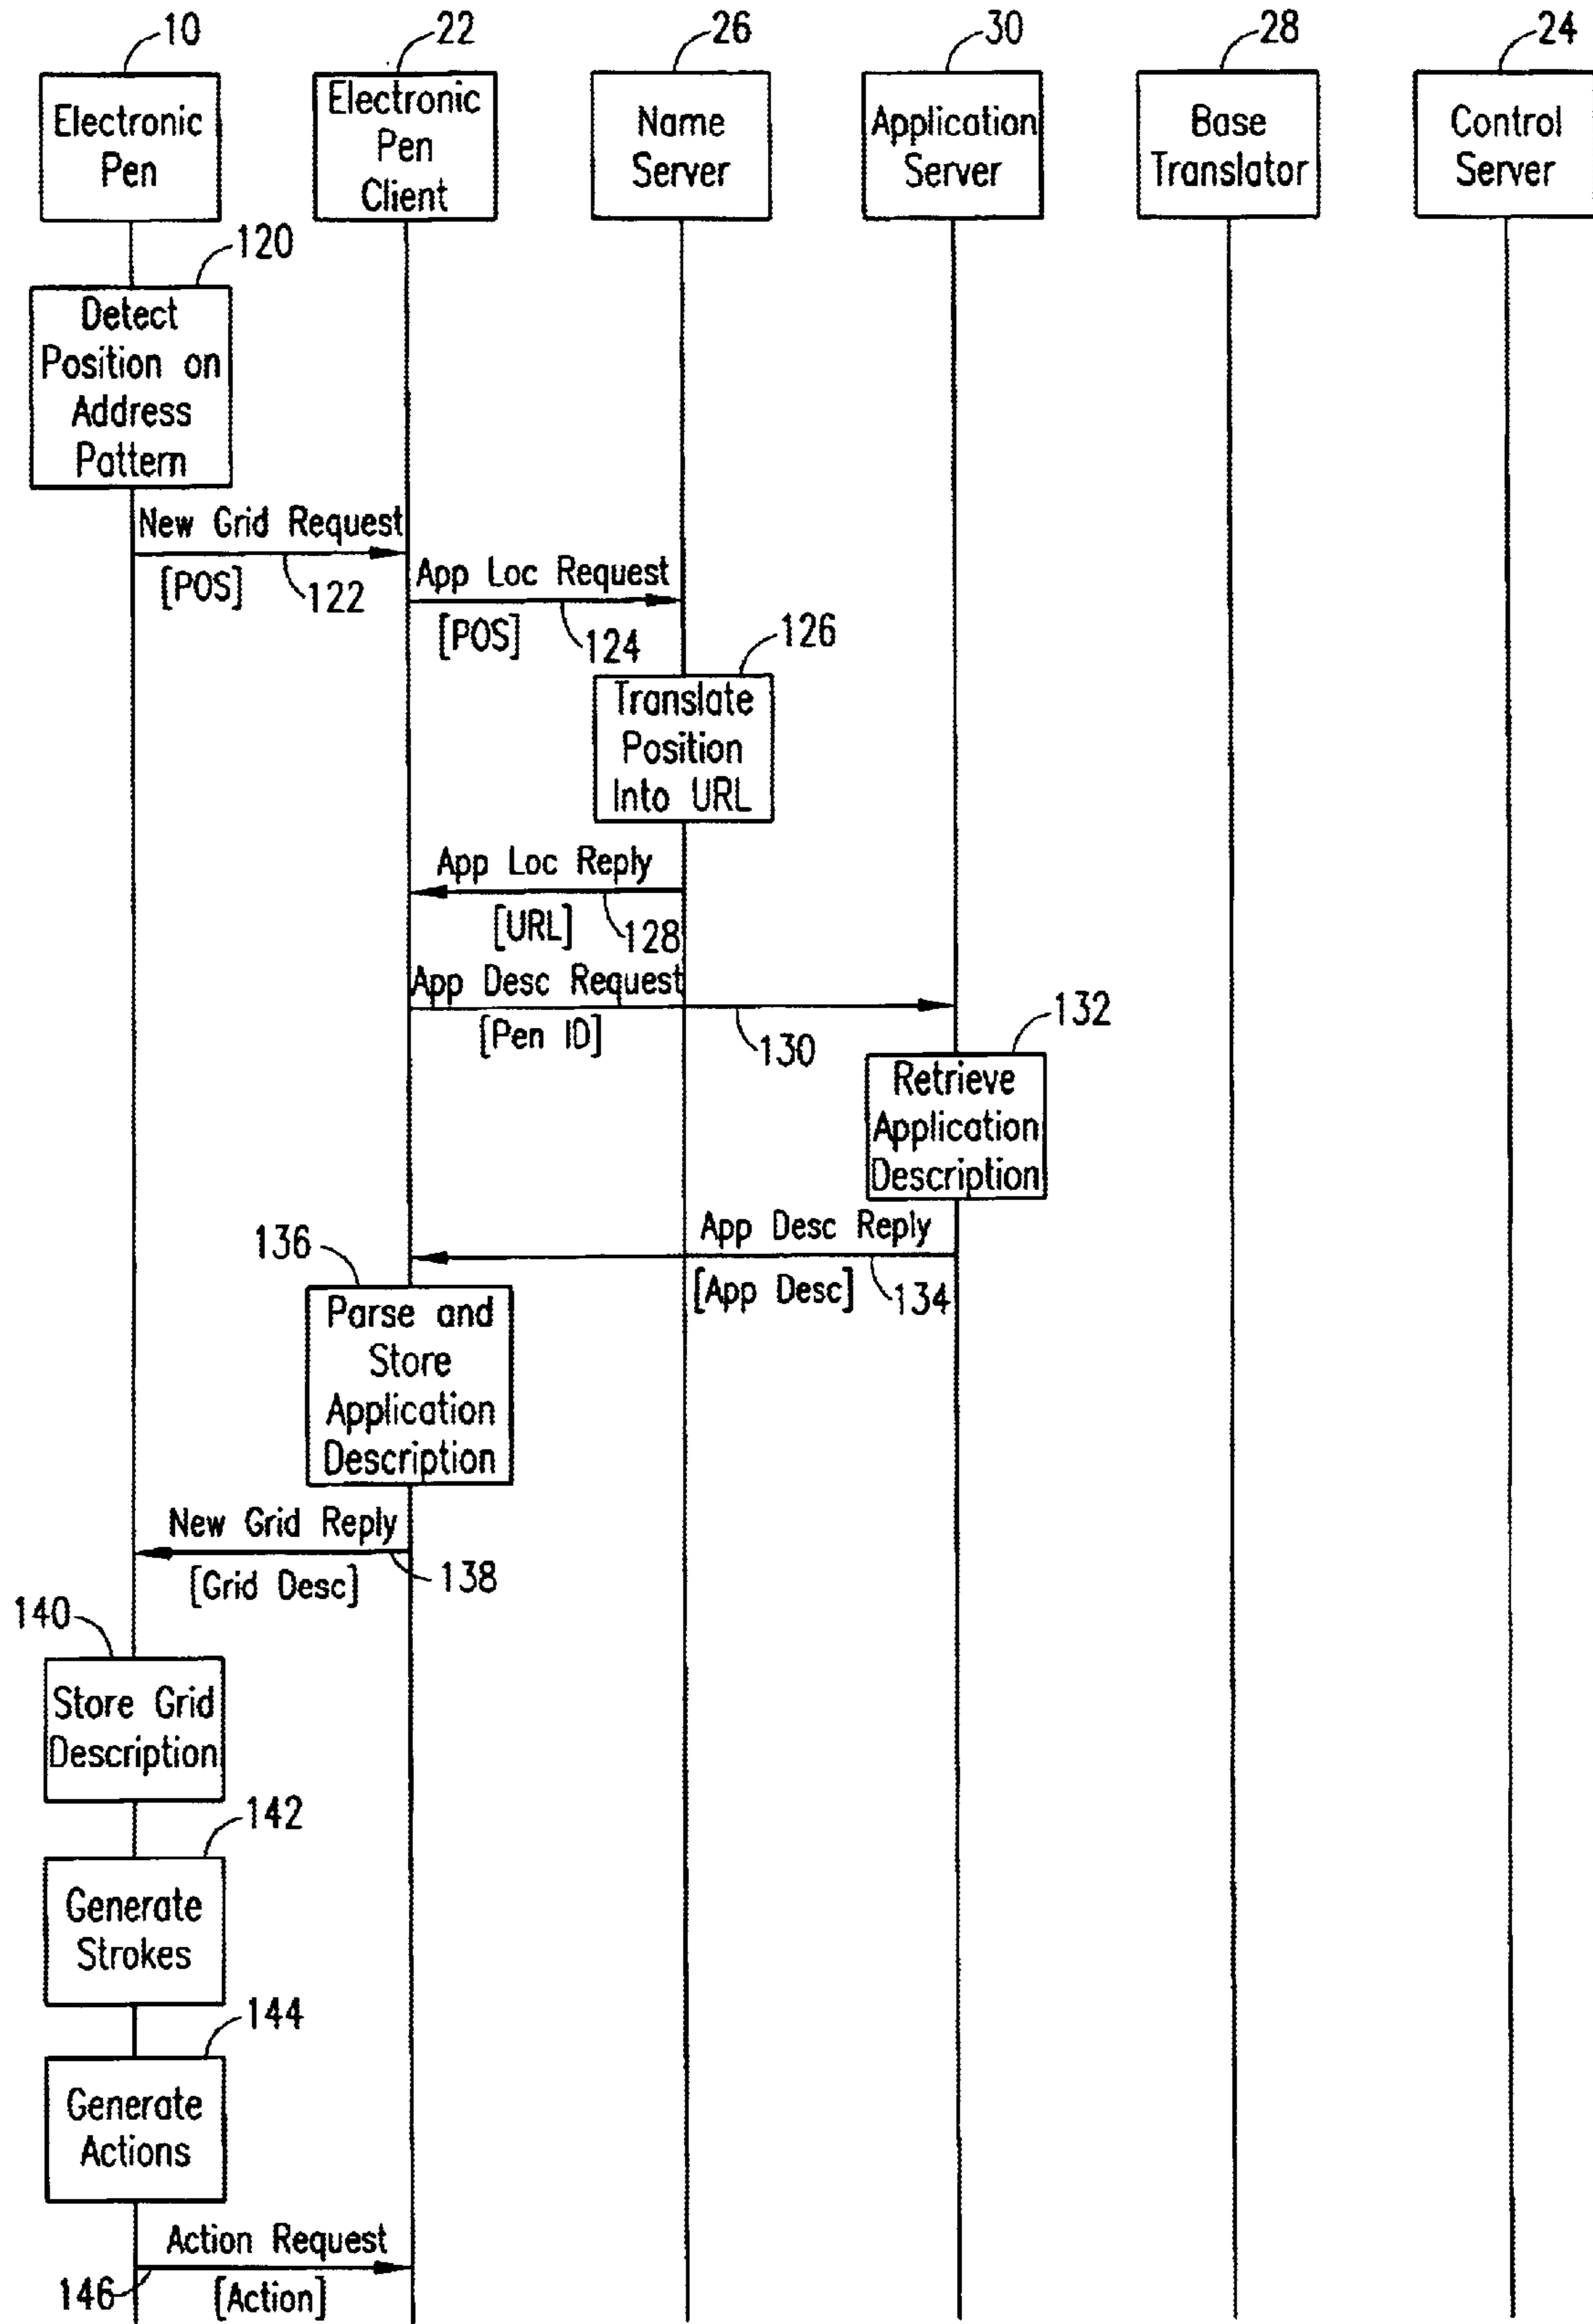 10
22
26
30
28
24
Electronic
Pen
Electronic
Pen
Client
Name
Server
Application
Server
Base
Translator
Control
Server
120
Detect
Position on
Address
Pattern
New Grid Request
[POS]
122
App Loc Request
[POS]
124
126
Translate
Position
Into URL
App Loc Reply
[URL]
128
App Desc Request
[Pen ID]
130
132
Retrieve
Application
Description
App Desc Reply
[App Desc]
134
136
Parse and
Store
Application
Description
New Grid Reply
[Grid Desc]
138
140
Store Grid
Description
142
Generate
Strokes
144
Generate
Actions
Action Request
[Action]
146